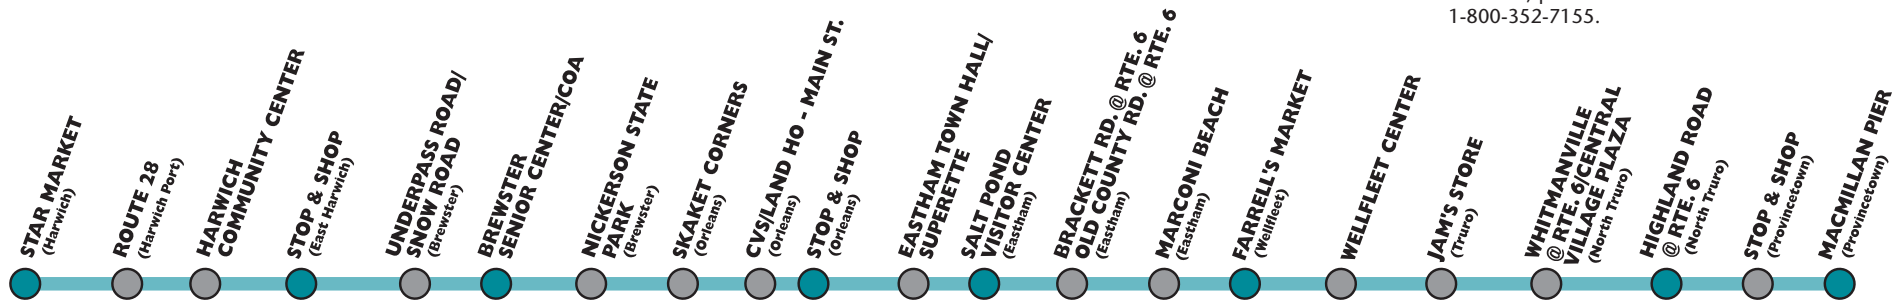 1-800-352-7155.
STAR MARKET
(Harwich)
ROUTE 28
(Harwich Port)
HARWICH
COMMUNITY CENTER
STOP & SHOP
(East Harwich)
UNDERPASS ROAD/
SNOW ROAD
(Brewster)
BREWSTER
SENIOR CENTER/COA
NICKERSON STATE
PARK
(Brewster)
SKAKET CORNERS
(Orleans)
CVS/LAND HO - MAIN ST.
(Orleans)
STOP & SHOP
(Orleans)
EASTHAM TOWN HALL/
SUPERETTE
SALT POND
VISITOR CENTER
(Eastham)
BRACKETT RD. @ RTE. 6
OLD COUNTY RD. @ RTE. 6
(Eastham)
MARCONI BEACH
(Eastham)
FARRELL'S MARKET
(Wellfleet)
WELLFLEET CENTER
JAM'S STORE
(Truro)
WHITMANVILLE
@ RTE. 6/CENTRAL
VILLAGE PLAZA
(North Truro)
HIGHLAND ROAD
@ RTE. 6
(North Truro)
STOP & SHOP
(Provincetown)
MACMILLAN PIER
(Provincetown)